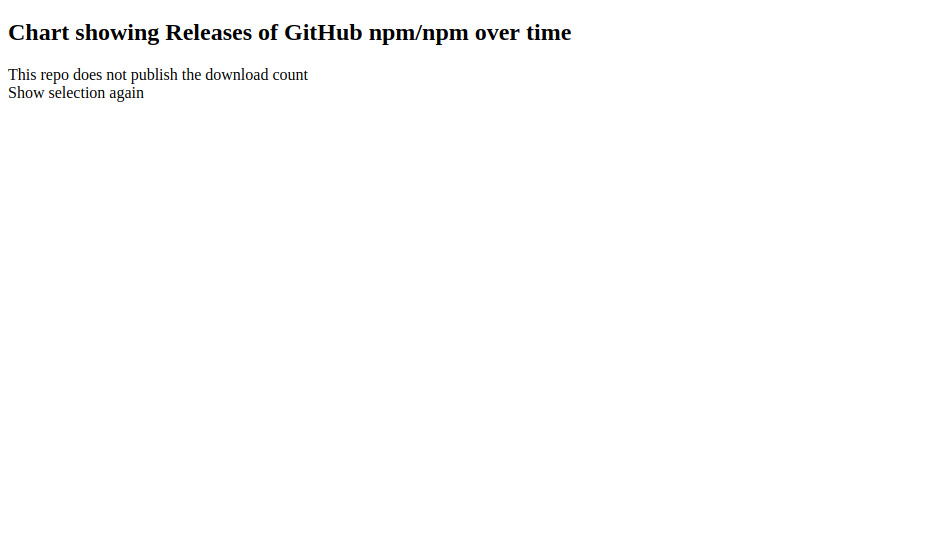 Chart showing Releases of GitHub npm/npm over time
This repo does not publish the download count
Show selection again